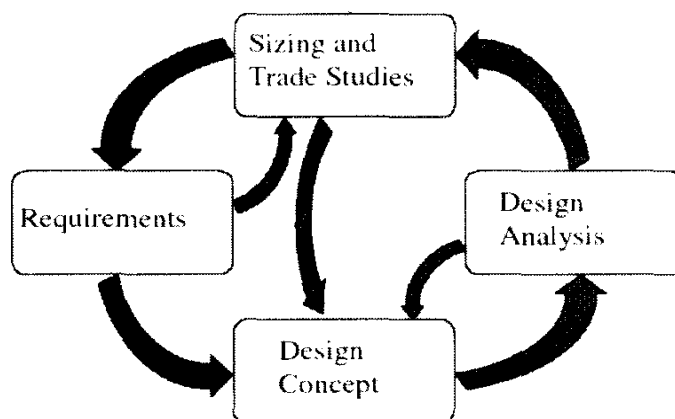 Sizing and
Trade Studies
Requirements
Design
Analysis
Design
Concept